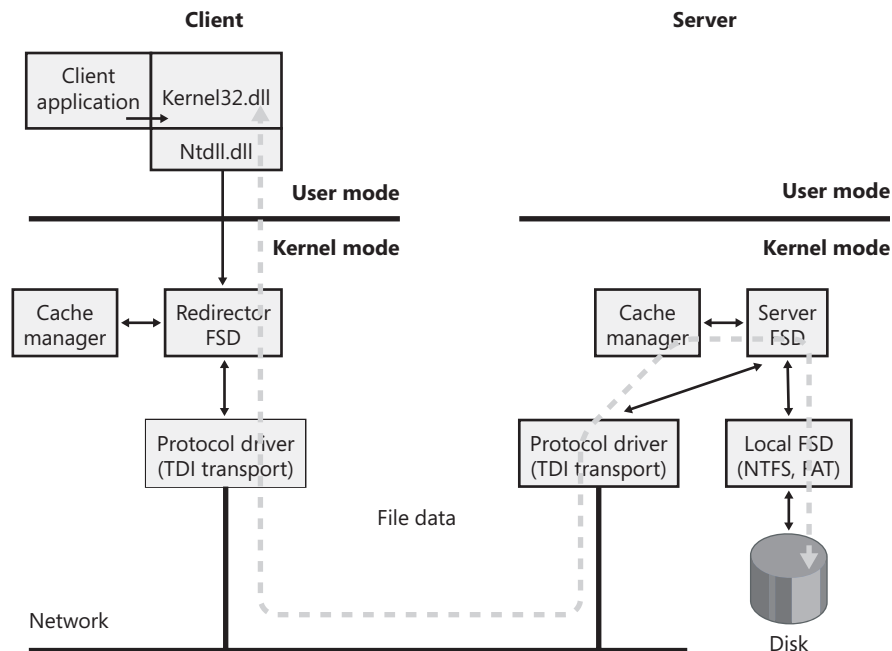 Client
Server
Client
application
Kernel32.dll
Ntdll.dll
User mode
User mode
Kernel mode
Kernel mode
Cache
manager
Redirector
FSD
Cache
manager
Server
FSD
Protocol driver
(TDI transport)
Protocol driver
(TDI transport)
Local FSD
(NTFS, FAT)
File data
Network
Disk